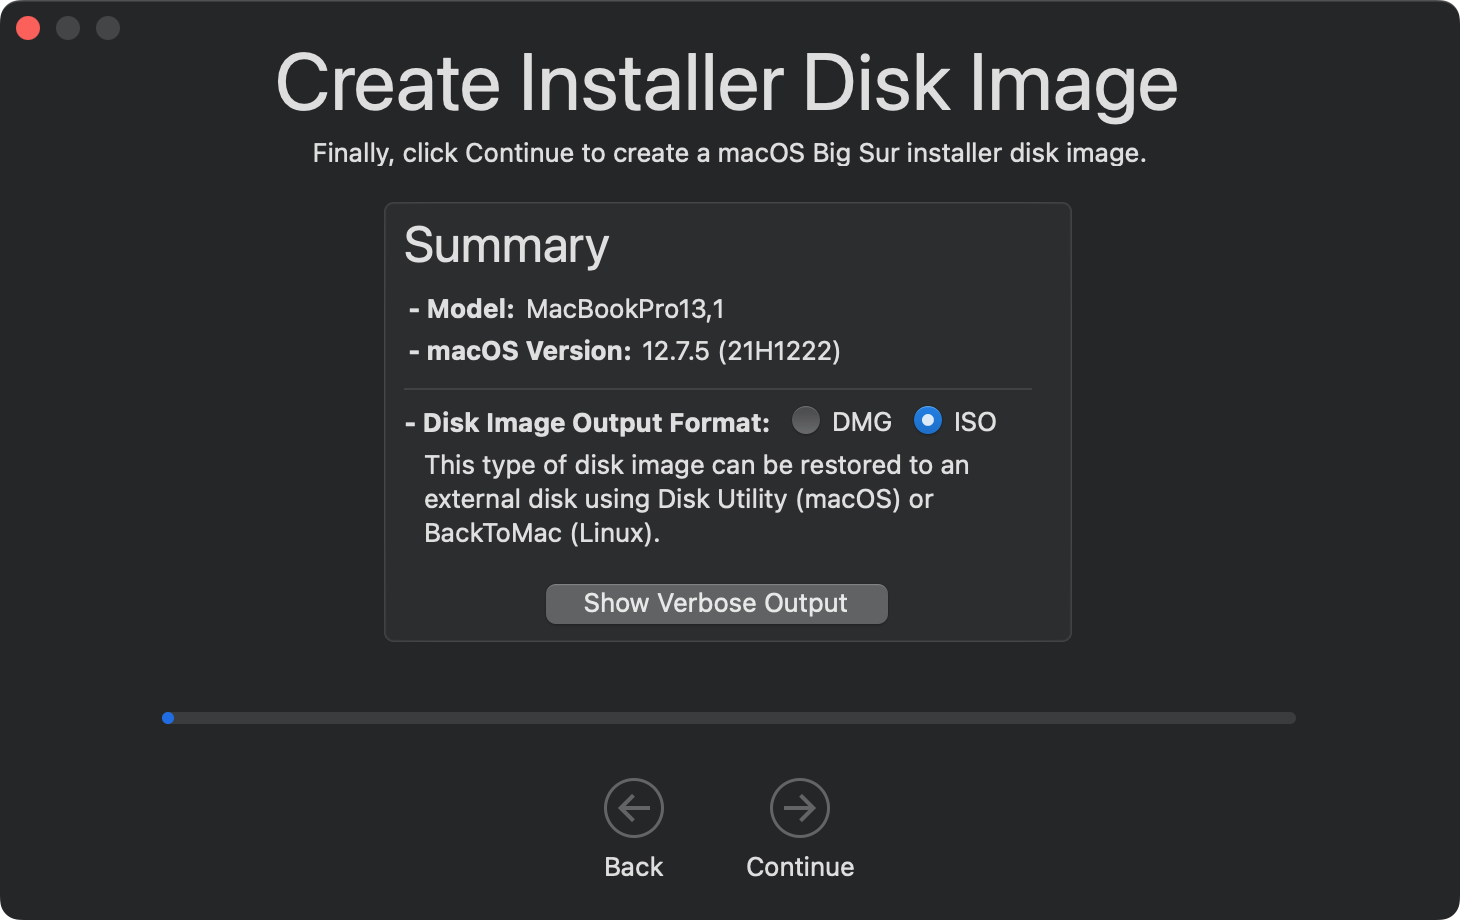 Create Installer Disk Image
Finally, click Continue to create a macOS Big Sur installer disk image.
Summary
- Model: MacBookPro13,1
- macOS Version: 12.7.5 (21H1222)
- Disk Image Output Format: DMG ISO
This type of disk image can be restored to an
external disk using Disk Utility (macOS) or
BackToMac (Linux).
Show Verbose Output
Back Continue